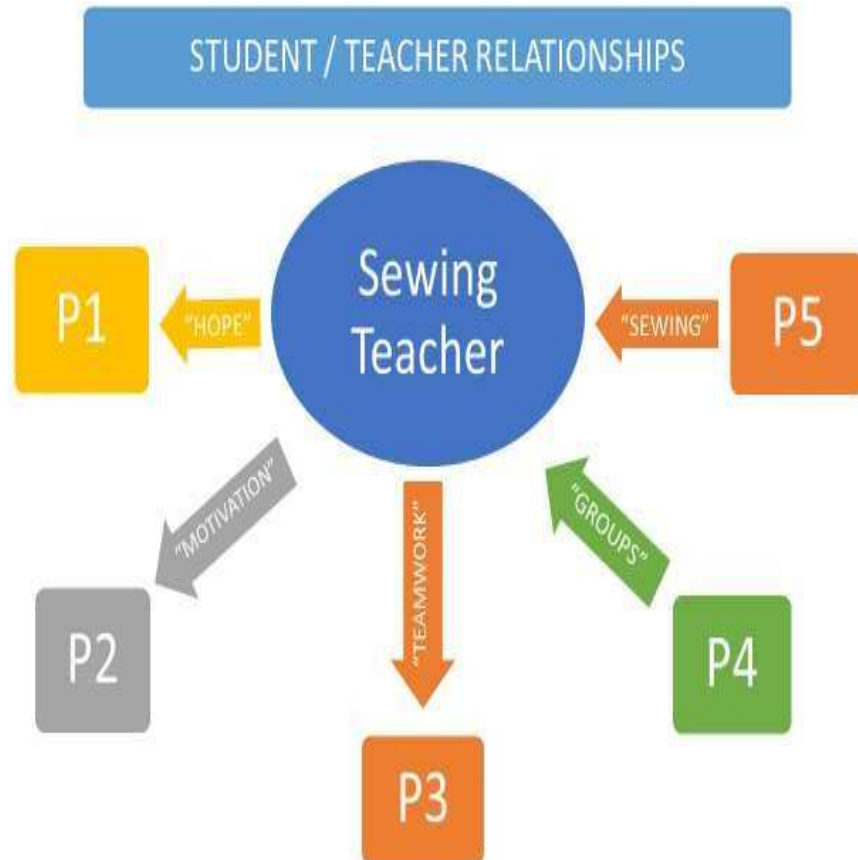 STUDENT / TEACHER RELATIONSHIPS
Sewing
Teacher
P1
"HOPE"
"SEWING"
P5
"MOTIVATION"
"TEAMWORK"
"GROUPS"
P2
P4
P3